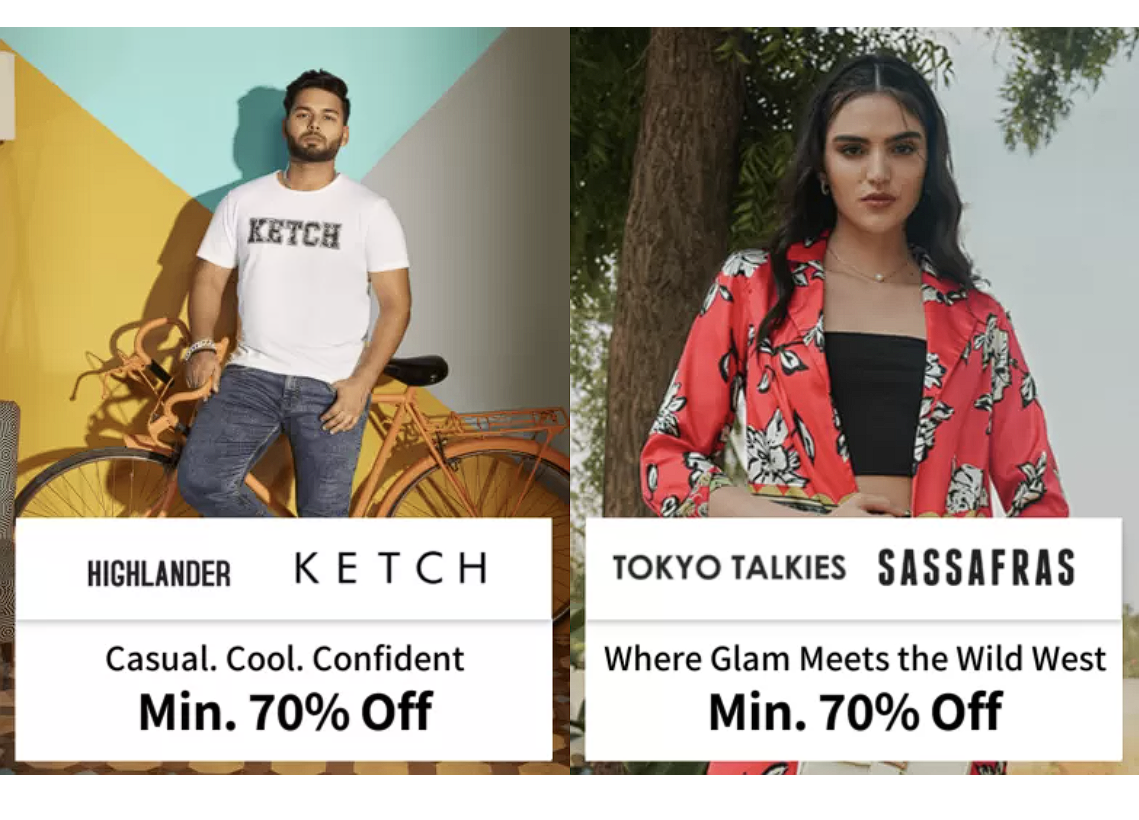 KETCH
HIGHLANDER KETCH
Casual. Cool. Confident
Min. 70% Off
TOKYO TALKIES SASSAFRAS
Where Glam Meets the Wild West
Min. 70% Off